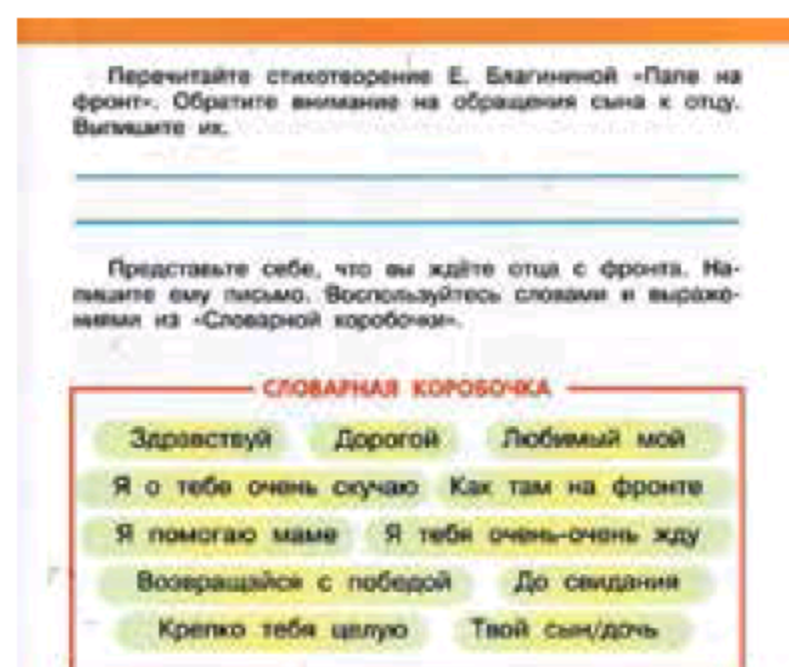 Перечитайте стихотворение Е. Благининой «Папе на
фронт». Обратите внимание на обращения сына к отцу.
Выпишите их.
Представьте себе, что вы ждёте отца с фронта. На-
пишите ему письмо. Воспользуйтесь словами и выраже-
ниями из «Словарной коробочки».
СЛОВАРНАЯ КОРОБОЧКА
Здравствуй Дорогой Любимый мой
Я о тебе очень скучаю Как там на фронте
Я помогаю маме Я тебя очень-очень жду
Возвращайся с победой До свидания
Крепко тебя целую Твой сын/дочь